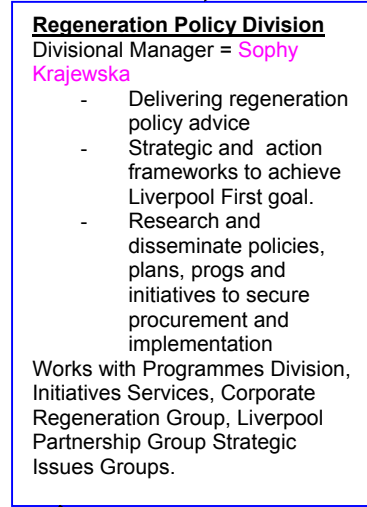 Regeneration Policy Division
Divisional Manager = Sophy
Krajewska
- Delivering regeneration
policy advice
- Strategic and action
frameworks to achieve
Liverpool First goal.
- Research and
disseminate policies,
plans, progs and
initiatives to secure
procurement and
implementation
Works with Programmes Division,
Initiatives Services, Corporate
Regeneration Group, Liverpool
Partnership Group Strategic
Issues Groups.